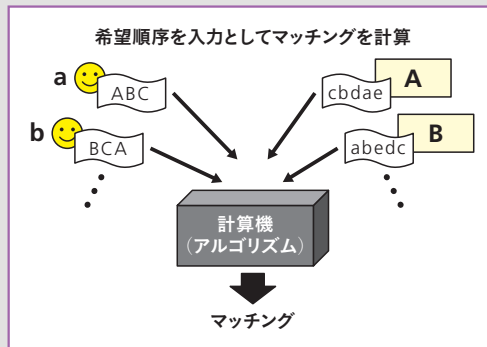 希望順序を入力としてマッチングを計算
a
ABC
cbdae
A
b
BCA
abedc
B
計算機
(アルゴリズム)
マッチング